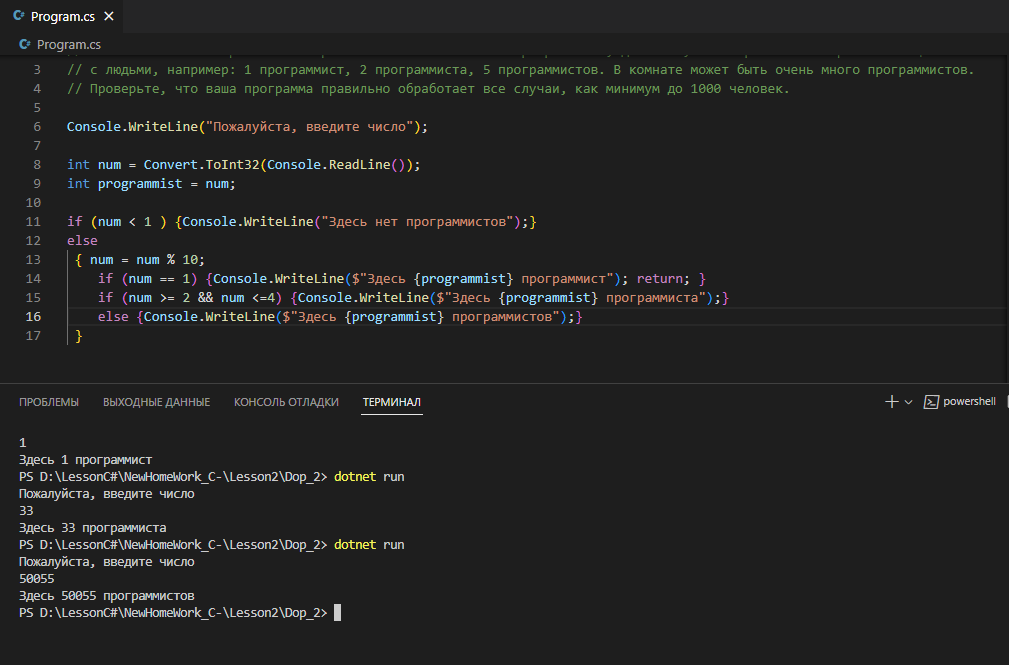 Program.cs
Program.cs
3 // с людьми, например: 1 программист, 2 программиста, 5 программистов. В комнате может быть очень много программистов.
4 // Проверьте, что ваша программа правильно обработает все случаи, как минимум до 1000 человек.
5
6 Console.WriteLine("Пожалуйста, введите число");
7
8 int num = Convert.ToInt32(Console.ReadLine());
9 int programmist = num;
10
11 if (num < 1 ) {Console.WriteLine("Здесь нет программистов");}
12 else
13 { num = num % 10;
14 if (num == 1) {Console.WriteLine($"Здесь {programmist} программист"); return; }
15 if (num >= 2 && num <=4) {Console.WriteLine($"Здесь {programmist} программиста");}
16 else {Console.WriteLine($"Здесь {programmist} программистов");}
17 }
ПРОБЛЕМЫ ВЫХОДНЫЕ ДАННЫЕ КОНСОЛЬ ОТЛАДКИ ТЕРМИНАЛ powershell
1
Здесь 1 программист
PS D:\LessonC#\NewHomeWork_C-\Lesson2\Dop_2> dotnet run
Пожалуйста, введите число
33
Здесь 33 программиста
PS D:\LessonC#\NewHomeWork_C-\Lesson2\Dop_2> dotnet run
Пожалуйста, введите число
50055
Здесь 50055 программистов
PS D:\LessonC#\NewHomeWork_C-\Lesson2\Dop_2>